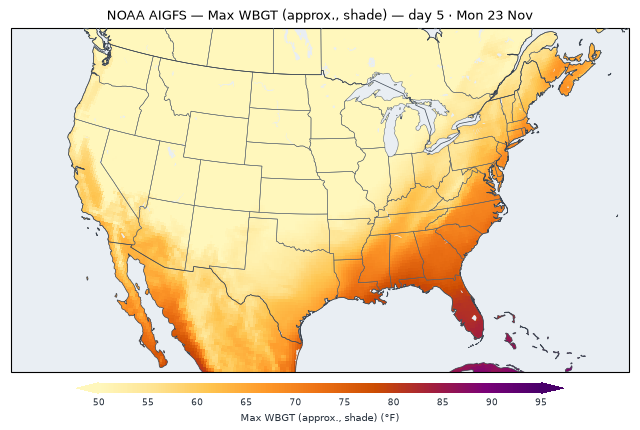 NOAA AIGFS — Max WBGT (approx., shade) — day 5 · Mon 23 Nov
50 55 60 65 70 75 80 85 90 95
Max WBGT (approx., shade) (°F)